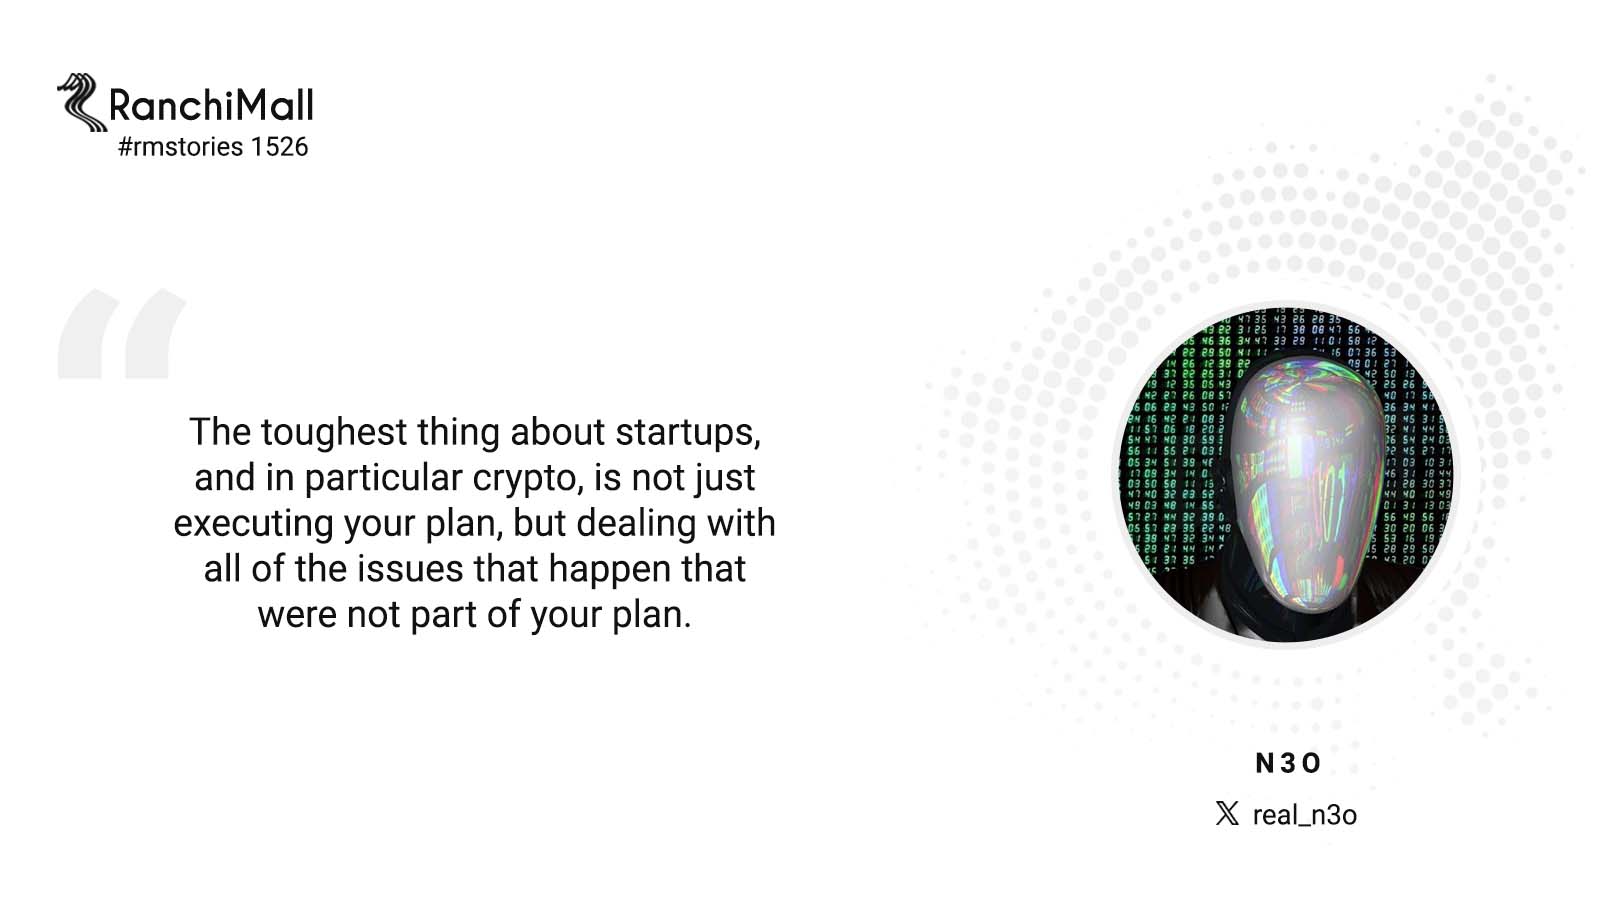 RanchiMall
#rmstories 1526
“
The toughest thing about startups,
and in particular crypto, is not just
executing your plan, but dealing with
all of the issues that happen that
were not part of your plan.
N3O
X real_n3o